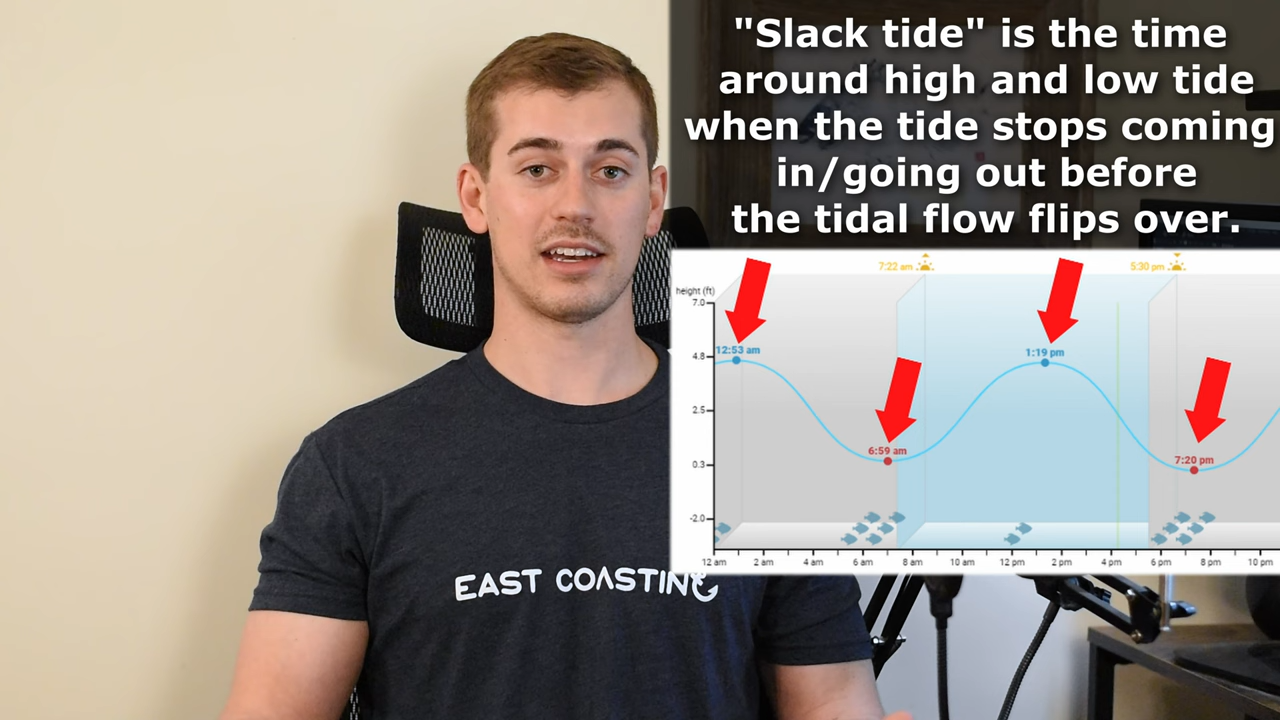 "Slack tide" is the time
around high and low tide
when the tide stops coming
in/going out before
the tidal flow flips over.
7:22 am
5:30 pm
height (ft)
7.0
12:53 am
1:19 pm
4.8
2.5
6:59 am
7:20 pm
0.3
-2.0
12 am 2 am 4 am 6 am 8 am 10 am 12 pm 2 pm 4 pm 6 pm 8 pm 10 pm
EAST COASTING